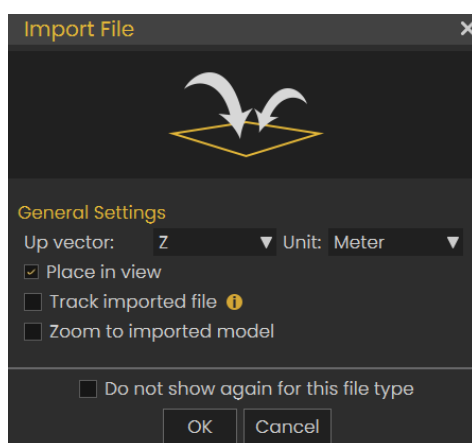 Import File
General Settings
Up vector: Z Unit: Meter
Place in view
Track imported file
Zoom to imported model
Do not show again for this file type
OK Cancel